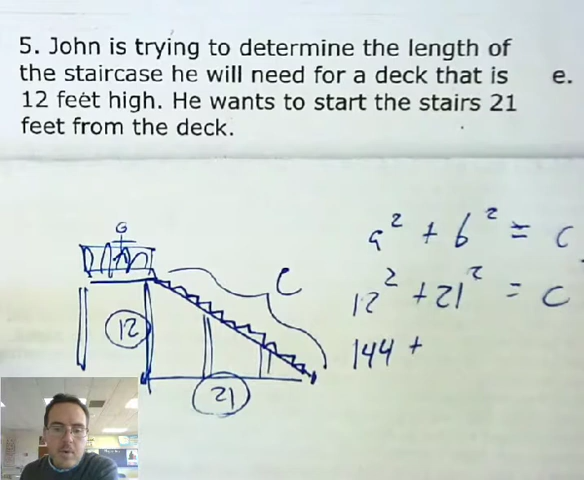 5. John is trying to determine the length of
the staircase he will need for a deck that is e.
12 feet high. He wants to start the stairs 21
feet from the deck.
a² + b² = c
12² + 21² = c
144 +
C
12
21